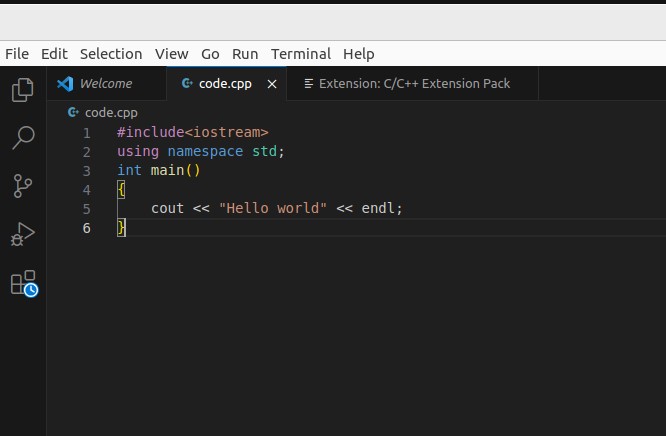 File Edit Selection View Go Run Terminal Help
Welcome code.cpp × Extension: C/C++ Extension Pack
code.cpp
1 #include<iostream>
2 using namespace std;
3 int main()
4 {
5     cout << "Hello world" << endl;
6 }